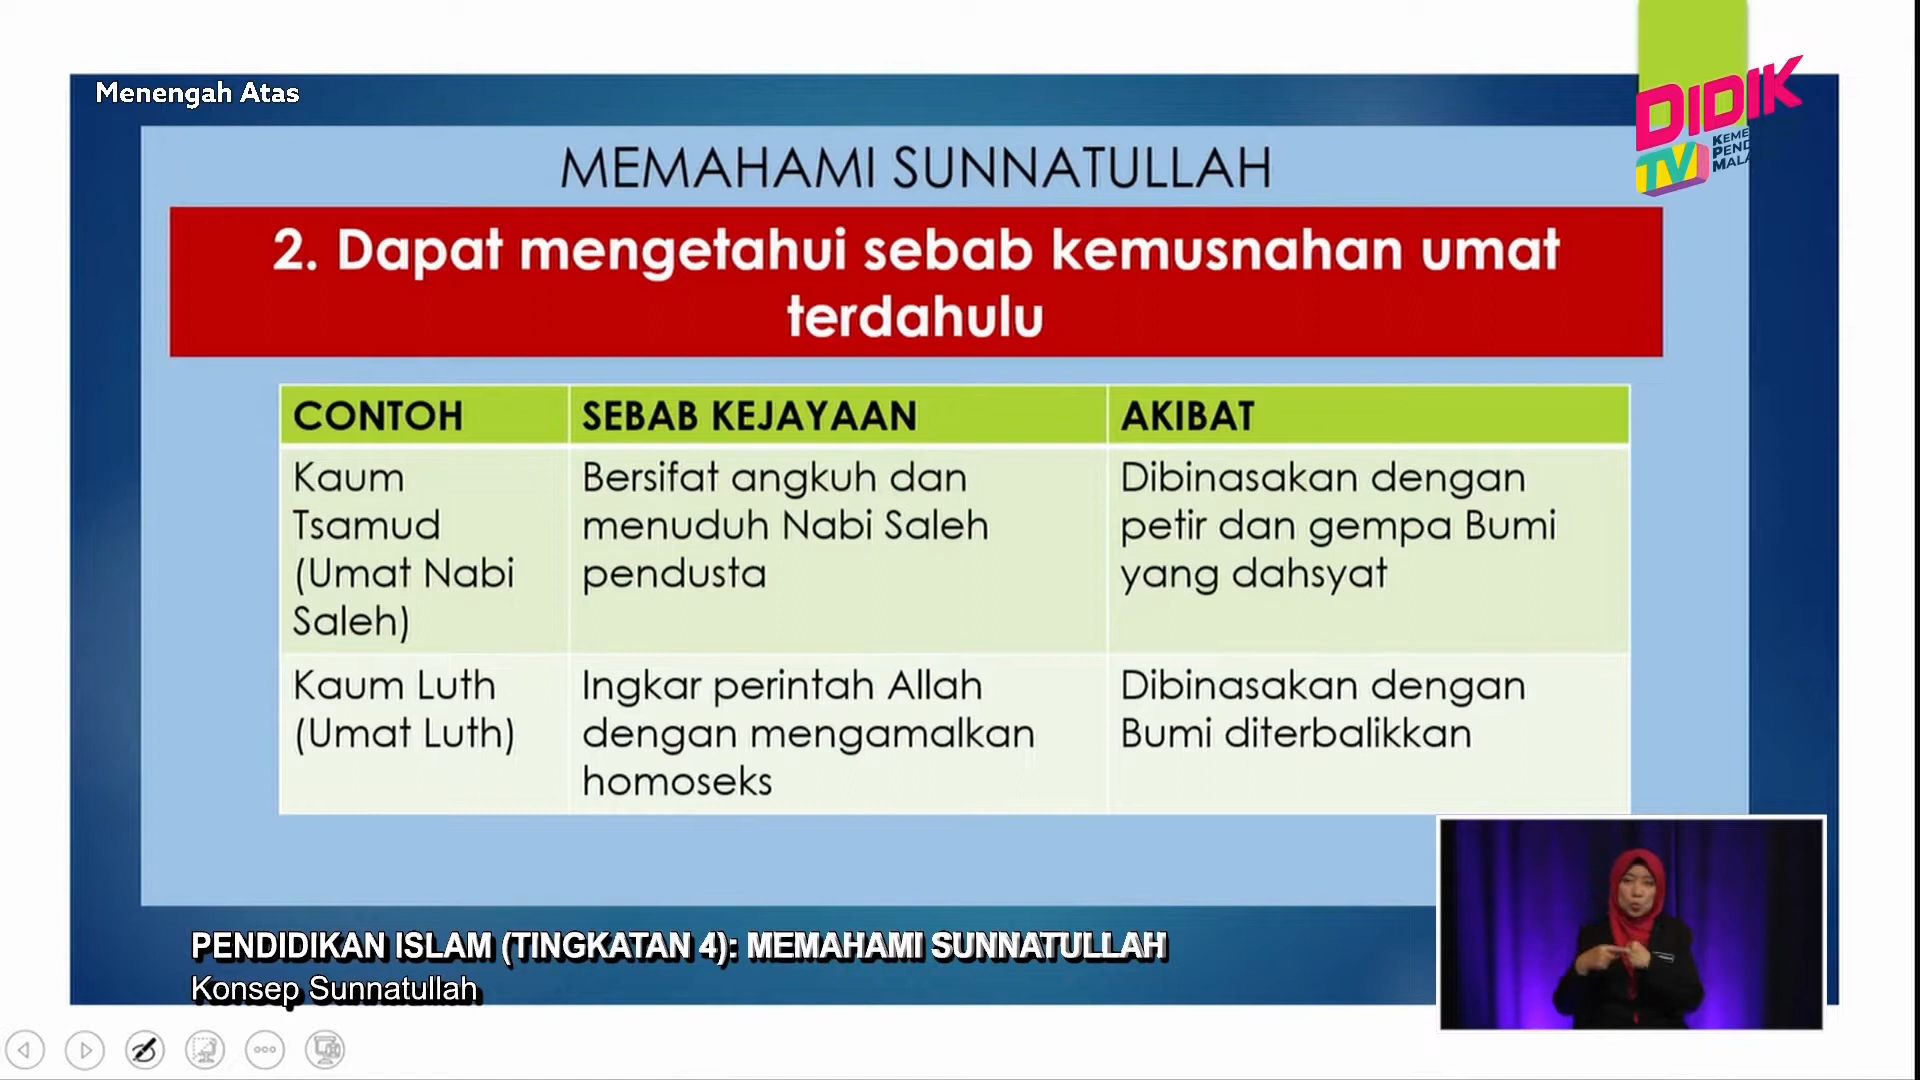 Menengah Atas
DIDIK
TV
KEME
PEND
MALA
MEMAHAMI SUNNATULLAH
2. Dapat mengetahui sebab kemusnahan umat
terdahulu
CONTOH
SEBAB KEJAYAAN
AKIBAT
Kaum
Tsamud
(Umat Nabi
Saleh)
Bersifat angkuh dan
menuduh Nabi Saleh
pendusta
Dibinasakan dengan
petir dan gempa Bumi
yang dahsyat
Kaum Luth
(Umat Luth)
Ingkar perintah Allah
dengan mengamalkan
homoseks
Dibinasakan dengan
Bumi diterbalikkan
PENDIDIKAN ISLAM (TINGKATAN 4): MEMAHAMI SUNNATULLAH
Konsep Sunnatullah